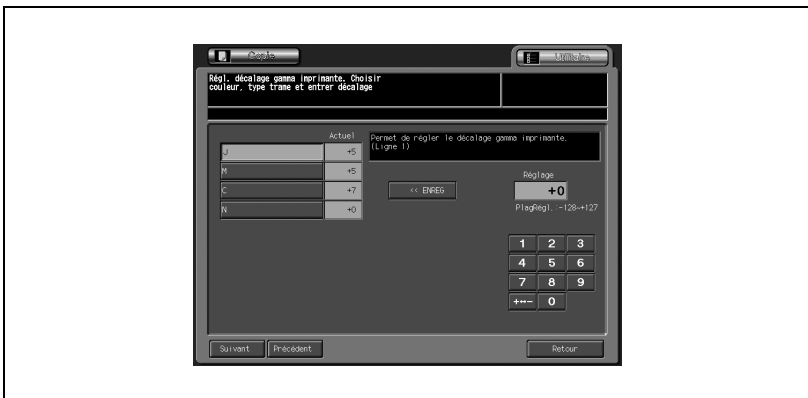 Copie
Utilitaire
Régl. décalage gamma imprimante. Choisir
couleur, type trame et entrer décalage
Actuel
Permet de régler le décalage gamma imprimante.
(Ligne 1)
J +5
M +5
C +7
N +0
<< ENREG
Réglage
+0
PlagRégl.:-128~+127
1 2 3
4 5 6
7 8 9
+↔- 0
Suivant Précédent Retour